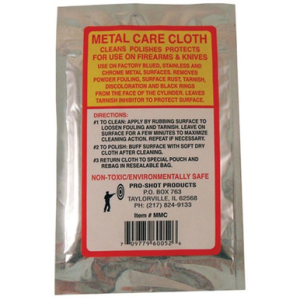 METAL CARE CLOTH
CLEANS POLISHES PROTECTS
FOR USE ON FIREARMS & KNIVES
USE ON FACTORY BLUED, STAINLESS AND
CHROME METAL SURFACES. REMOVES
POWDER FOULING, SURFACE RUST, TARNISH,
DISCOLORATION AND BLACK RINGS
FROM THE FACE OF THE CYLINDER. LEAVES
TARNISH INHIBITOR TO PROTECT SURFACE.
DIRECTIONS:
#1 TO CLEAN: APPLY BY RUBBING SURFACE TO
LOOSEN FOULING AND TARNISH. LEAVE ON
SURFACE FOR A FEW MINUTES TO MAXIMIZE
CLEANING ACTION. REPEAT IF NECESSARY.
#2 TO POLISH: BUFF SURFACE WITH SOFT DRY
CLOTH AFTER CLEANING.
#3 RETURN CLOTH TO SPECIAL POUCH AND
REBAG IN RESEALABLE BAG.
NON-TOXIC/ENVIRONMENTALLY SAFE
PRO-SHOT PRODUCTS
P.O. BOX 763
TAYLORVILLE, IL 62568
PH: (217) 824-9133
Item # MMC
7 09779 60052 6